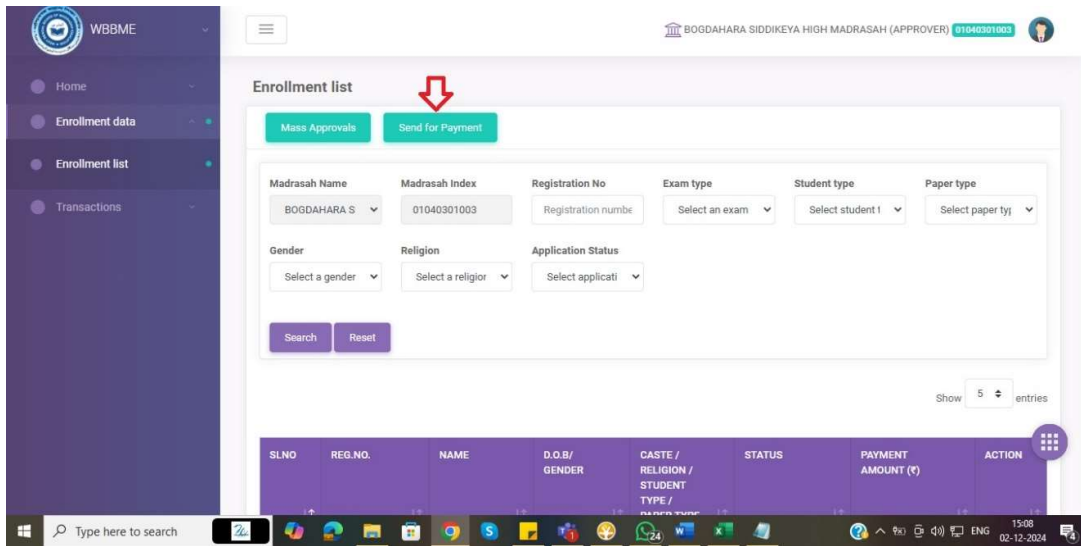 WBBME
BOGDAHARA SIDDIKEYA HIGH MADRASAH (APPROVER) 01040301003
Home
Enrollment data
Enrollment list
Transactions
Enrollment list
Mass Approvals Send for Payment
Madrasah Name Madrasah Index Registration No Exam type Student type Paper type
BOGDAHARA S 01040301003 Registration numbe Select an exam Select student t Select paper typ
Gender Religion Application Status
Select a gender Select a religior Select applicati
Search Reset
Show 5 entries
SLNO REG.NO. NAME D.O.B/ GENDER CASTE / RELIGION / STUDENT TYPE / PAPER TYPE STATUS PAYMENT AMOUNT (₹) ACTION
Type here to search 24 ENG 15:08
02-12-2024